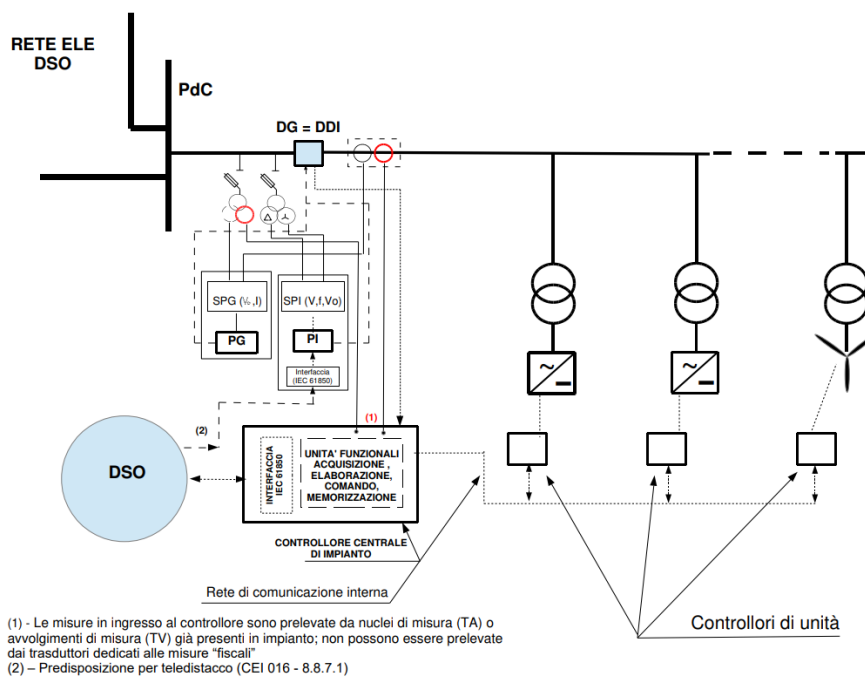 RETE ELE
DSO
PdC
DG = DDI
SPG (V₀,I)
SPI (V,f,Vo)
PG
PI
Interfaccia
(IEC 61850)
(1)
(2)
DSO
INTERFACCIA
IEC 61850
UNITA' FUNZIONALI
ACQUISIZIONE ,
ELABORAZIONE,
COMANDO,
MEMORIZZAZIONE
CONTROLLORE CENTRALE
DI IMPIANTO
Rete di comunicazione interna
Controllori di unità
(1) - Le misure in ingresso al controllore sono prelevate da nuclei di misura (TA) o
avvolgimenti di misura (TV) già presenti in impianto; non possono essere prelevate
dai trasduttori dedicati alle misure “fiscali”
(2) – Predisposizione per teledistacco (CEI 016 - 8.8.7.1)